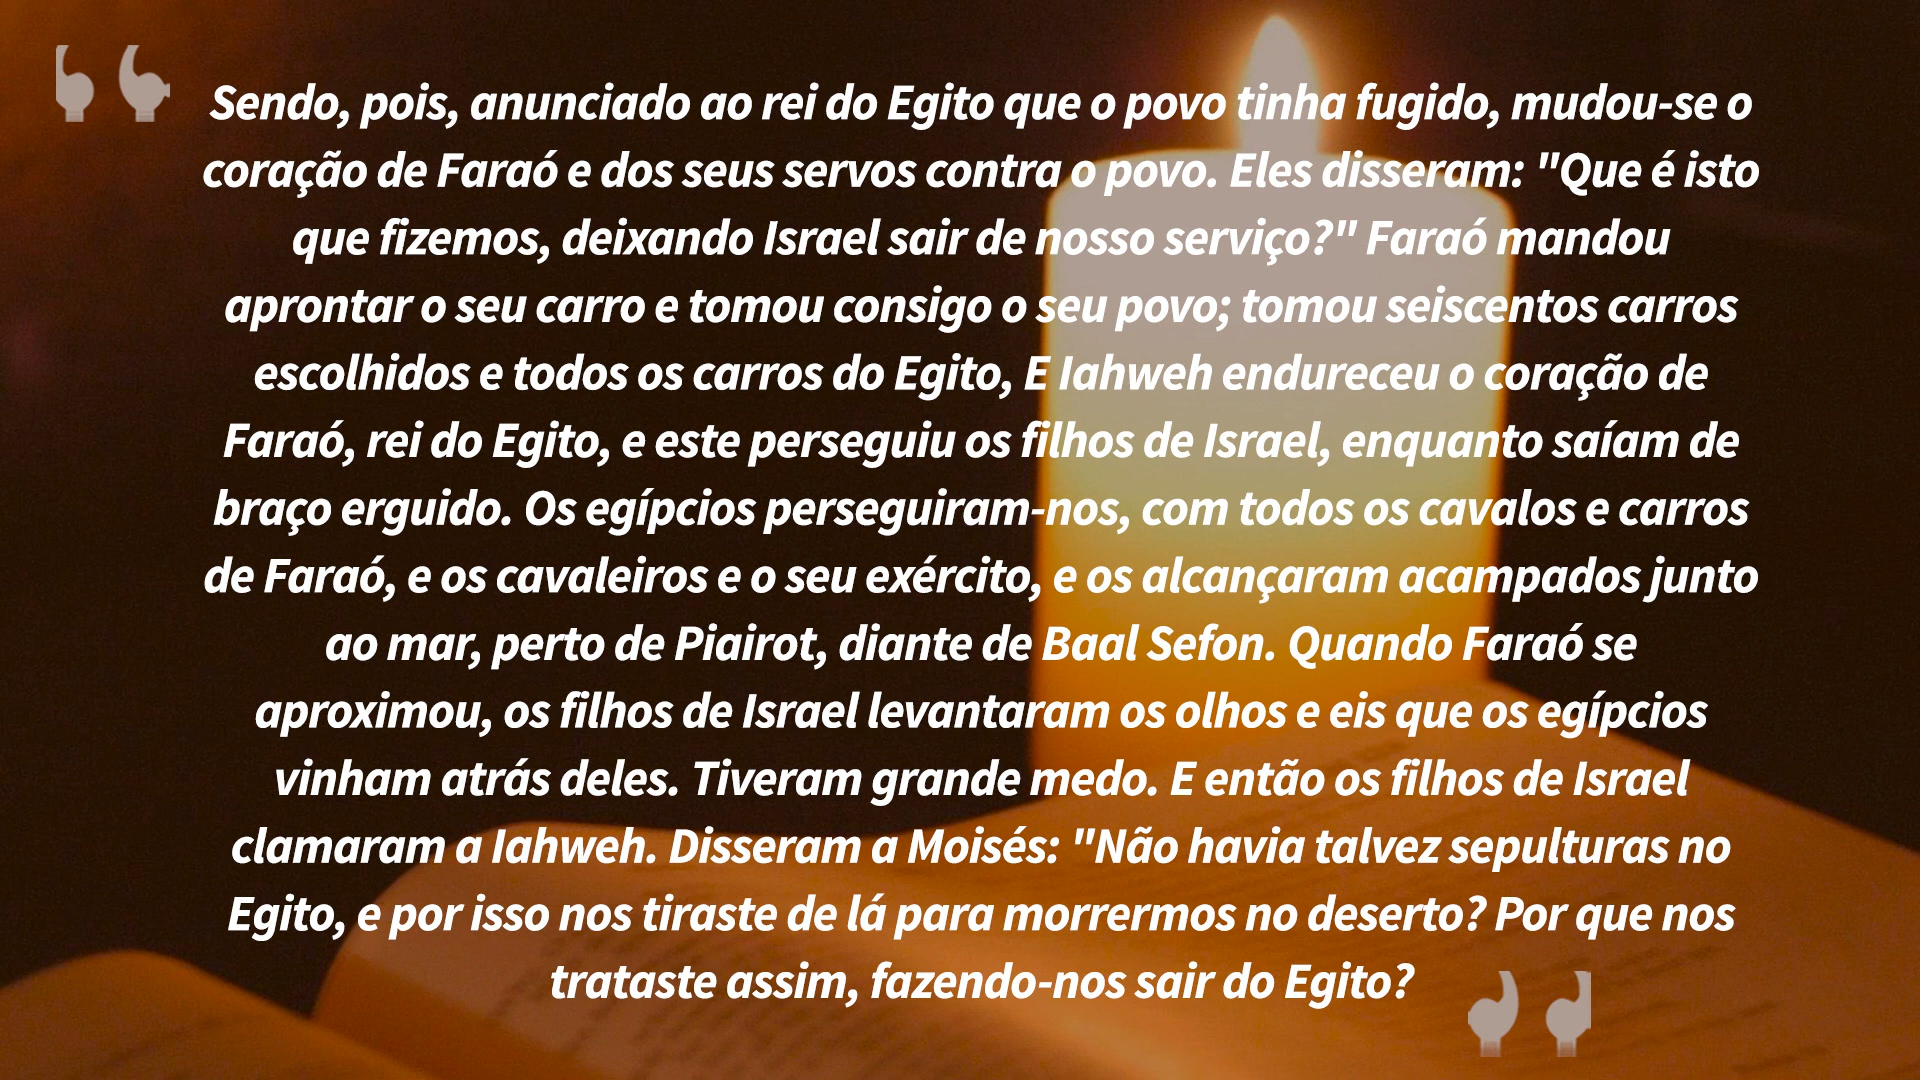 Sendo, pois, anunciado ao rei do Egito que o povo tinha fugido, mudou-se o
coração de Faraó e dos seus servos contra o povo. Eles disseram: "Que é isto
que fizemos, deixando Israel sair de nosso serviço?" Faraó mandou
aprontar o seu carro e tomou consigo o seu povo; tomou seiscentos carros
escolhidos e todos os carros do Egito, E Iahweh endureceu o coração de
Faraó, rei do Egito, e este perseguiu os filhos de Israel, enquanto saíam de
braço erguido. Os egípcios perseguiram-nos, com todos os cavalos e carros
de Faraó, e os cavaleiros e o seu exército, e os alcançaram acampados junto
ao mar, perto de Piairot, diante de Baal Sefon. Quando Faraó se
aproximou, os filhos de Israel levantaram os olhos e eis que os egípcios
vinham atrás deles. Tiveram grande medo. E então os filhos de Israel
clamaram a Iahweh. Disseram a Moisés: "Não havia talvez sepulturas no
Egito, e por isso nos tiraste de lá para morrermos no deserto? Por que nos
trataste assim, fazendo-nos sair do Egito?